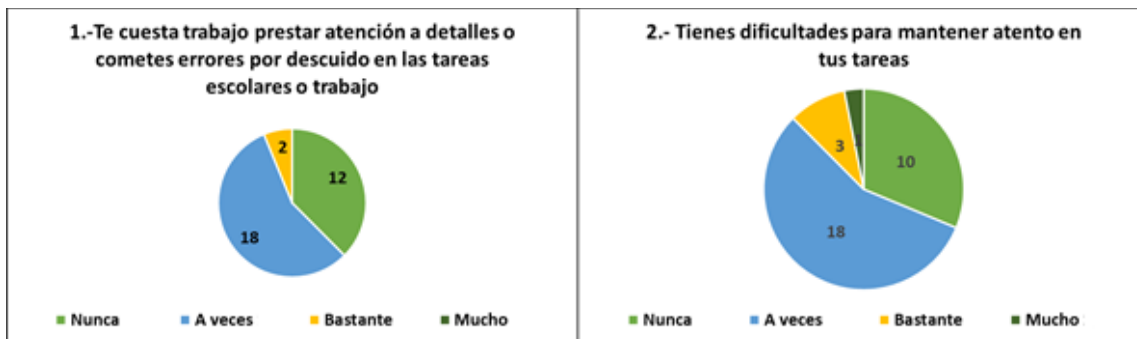 1.-Te cuesta trabajo prestar atención a detalles o
cometes errores por descuido en las tareas
escolares o trabajo
2
12
18
Nunca A veces Bastante Mucho
2.- Tienes dificultades para mantener atento en
tus tareas
3
10
18
Nunca A veces Bastante Mucho